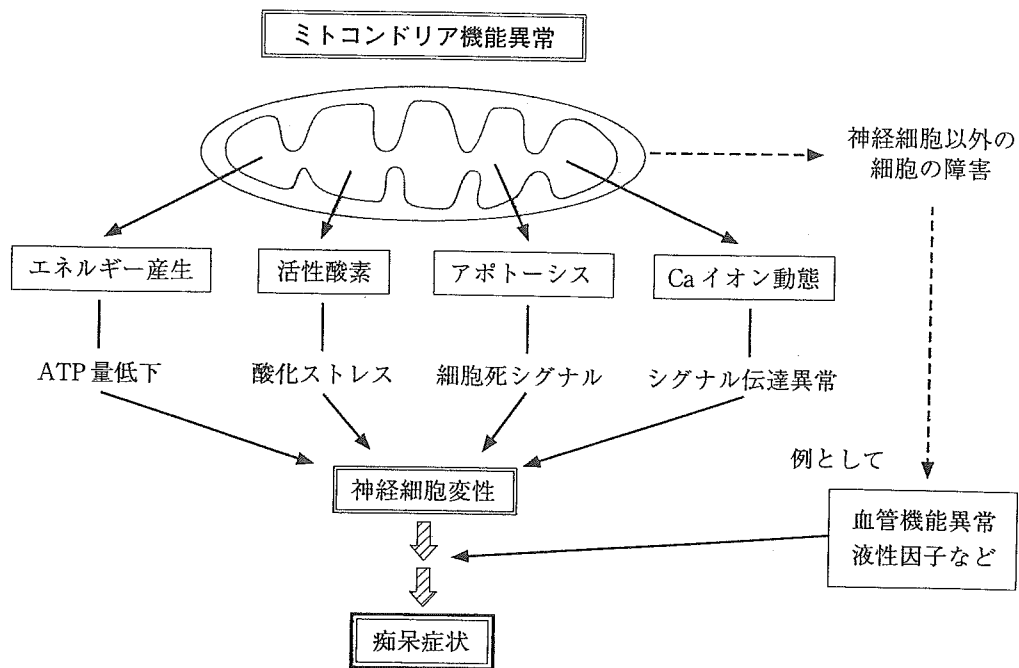 ミトコンドリア機能異常
神経細胞以外の
細胞の障害
エネルギー産生
活性酸素
アポトーシス
Caイオン動態
ATP量低下
酸化ストレス
細胞死シグナル
シグナル伝達異常
例として
神経細胞変性
血管機能異常
液性因子など
痴呆症状